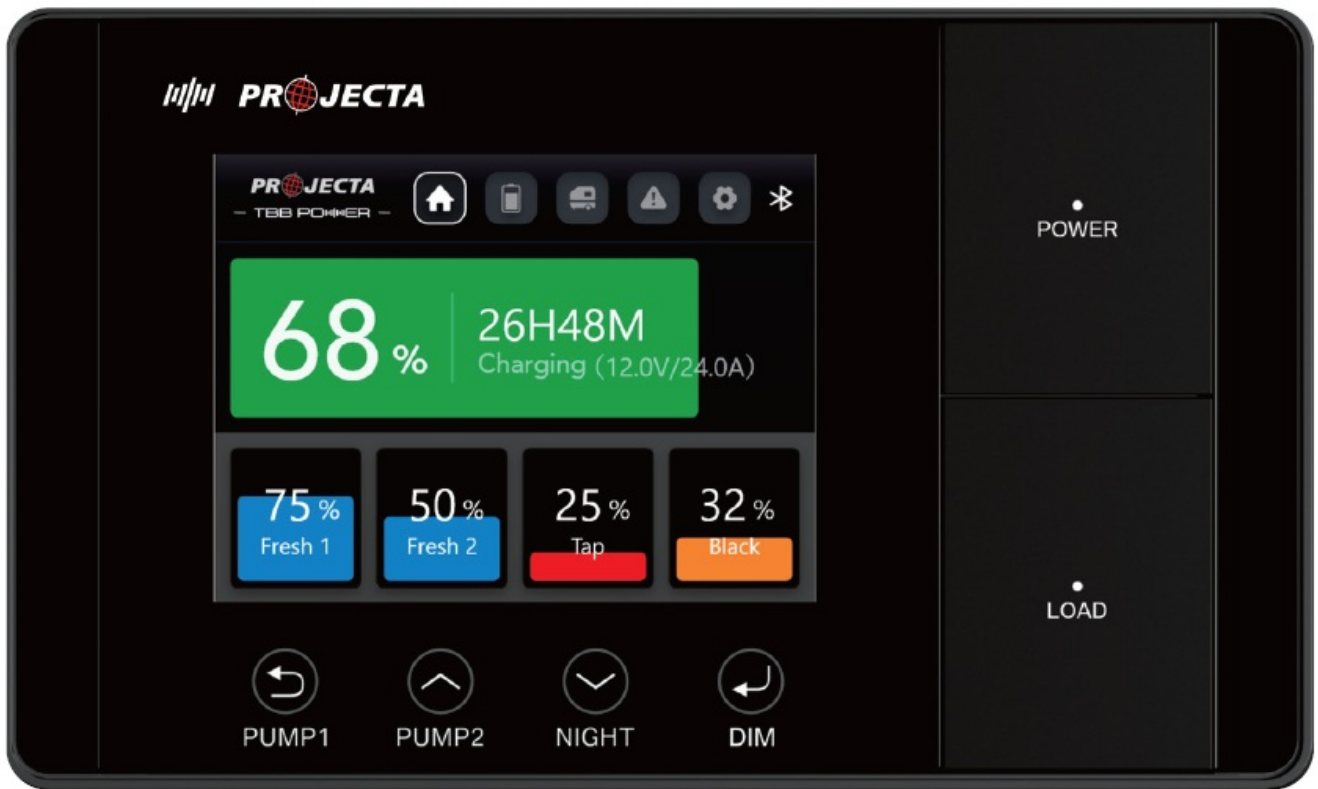 PROJECTA
PROJECTA
TBB POWER
68%
26H48M
Charging (12.0V/24.0A)
75%
Fresh 1
50%
Fresh 2
25%
Tap
32%
Black
PUMP1
PUMP2
NIGHT
DIM
POWER
LOAD